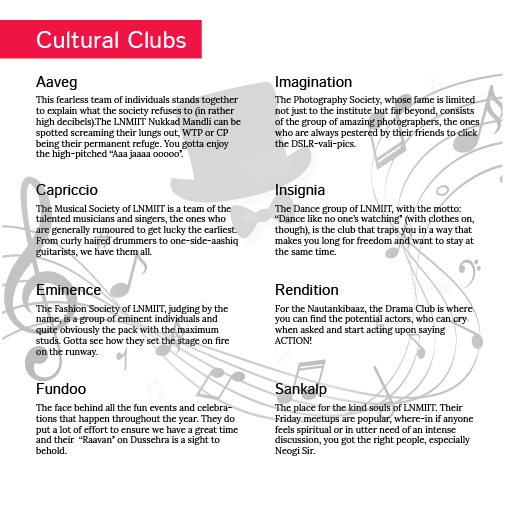 Cultural Clubs
Aaveg
This fearless team of individuals stands together
to explain what the society refuses to (in rather
high decibels).The LNMIIT Nukkad Mandli can be
spotted screaming their lungs out, WTP or CP
being their permanent refuge. You gotta enjoy
the high-pitched “Aaa jaaaa ooooo”.
Capriccio
The Musical Society of LNMIIT is a team of the
talented musicians and singers, the ones who
are generally rumoured to get lucky the earliest.
From curly haired drummers to one-side-aashiq
guitarists, we have them all.
Eminence
The Fashion Society of LNMIIT, judging by the
name, is a group of eminent individuals and
quite obviously the pack with the maximum
studs. Gotta see how they set the stage on fire
on the runway.
Fundoo
The face behind all the fun events and celebra-
tions that happen throughout the year. They do
put a lot of effort to ensure we have a great time
and their “Raavan” on Dussehra is a sight to
behold.
Imagination
The Photography Society, whose fame is limited
not just to the institute but far beyond, consists
of the group of amazing photographers, the ones
who are always pestered by their friends to click
the DSLR-vali-pics.
Insignia
The Dance group of LNMIIT, with the motto:
“Dance like no one’s watching” (with clothes on,
though), is the club that traps you in a way that
makes you long for freedom and want to stay at
the same time.
Rendition
For the Nautankibaaz, the Drama Club is where
you can find the potential actors, who can cry
when asked and start acting upon saying
ACTION!
Sankalp
The place for the kind souls of LNMIIT. Their
Friday meetups are popular, where-in if anyone
feels spiritual or in utter need of an intense
discussion, you got the right people, especially
Neogi Sir.